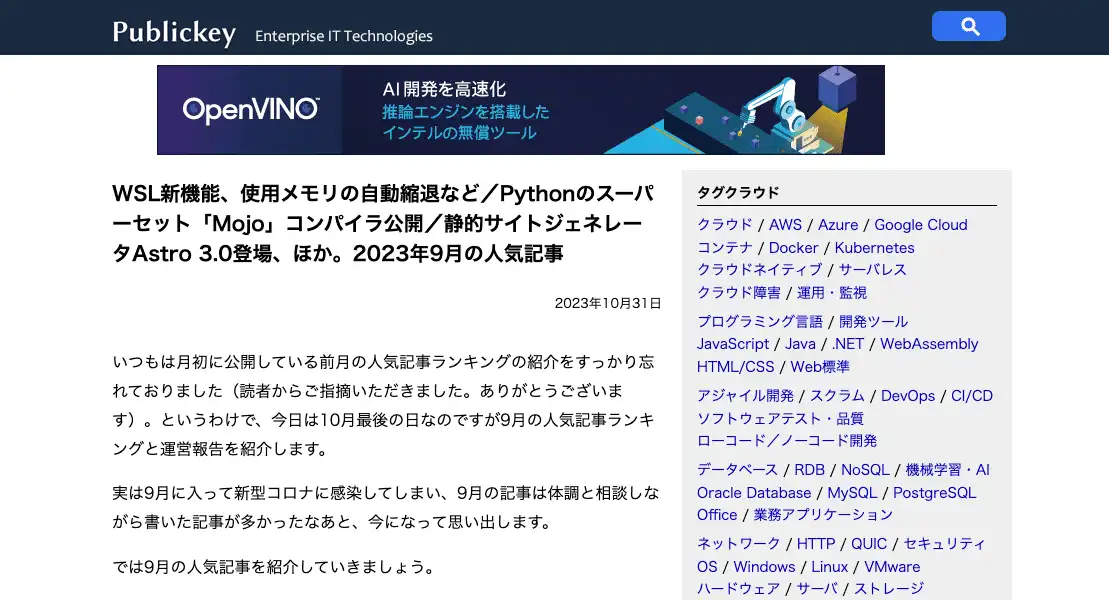 Publickey Enterprise IT Technologies
OpenVINO™
AI開発を高速化
推論エンジンを搭載した
インテルの無償ツール
WSL新機能、使用メモリの自動縮退など／Pythonのスーパ
ーセット「Mojo」コンパイラ公開／静的サイトジェネレー
タAstro 3.0登場、ほか。2023年9月の人気記事
2023年10月31日
いつもは月初に公開している前月の人気記事ランキングの紹介をすっかり忘
れておりました（読者からご指摘いただきました。ありがとうございま
す）。というわけで、今日は10月最後の日なのですが9月の人気記事ランキ
ングと運営報告を紹介します。
実は9月に入って新型コロナに感染してしまい、9月の記事は体調と相談しな
がら書いた記事が多かったなあと、今になって思い出します。
では9月の人気記事を紹介していきましょう。
タグクラウド
クラウド / AWS / Azure / Google Cloud
コンテナ / Docker / Kubernetes
クラウドネイティブ / サーバレス
クラウド障害 / 運用・監視
プログラミング言語 / 開発ツール
JavaScript / Java / .NET / WebAssembly
HTML/CSS / Web標準
アジャイル開発 / スクラム / DevOps / CI/CD
ソフトウェアテスト・品質
ローコード／ノーコード開発
データベース / RDB / NoSQL / 機械学習・AI
Oracle Database / MySQL / PostgreSQL
Office / 業務アプリケーション
ネットワーク / HTTP / QUIC / セキュリティ
OS / Windows / Linux / VMware
ハードウェア / サーバ / ストレージ